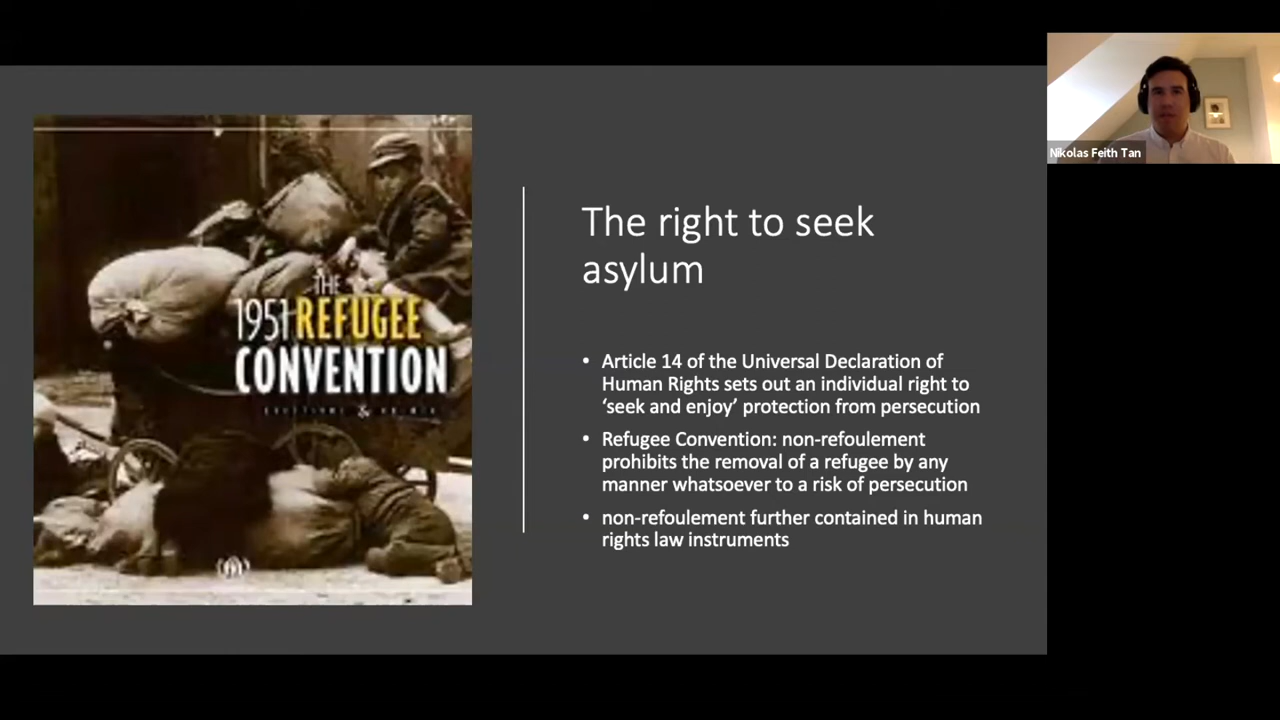 Nikolas Feith Tan
THE
1951 REFUGEE
CONVENTION
The right to seek
asylum
• Article 14 of the Universal Declaration of
Human Rights sets out an individual right to
‘seek and enjoy’ protection from persecution
• Refugee Convention: non-refoulement
prohibits the removal of a refugee by any
manner whatsoever to a risk of persecution
• non-refoulement further contained in human
rights law instruments